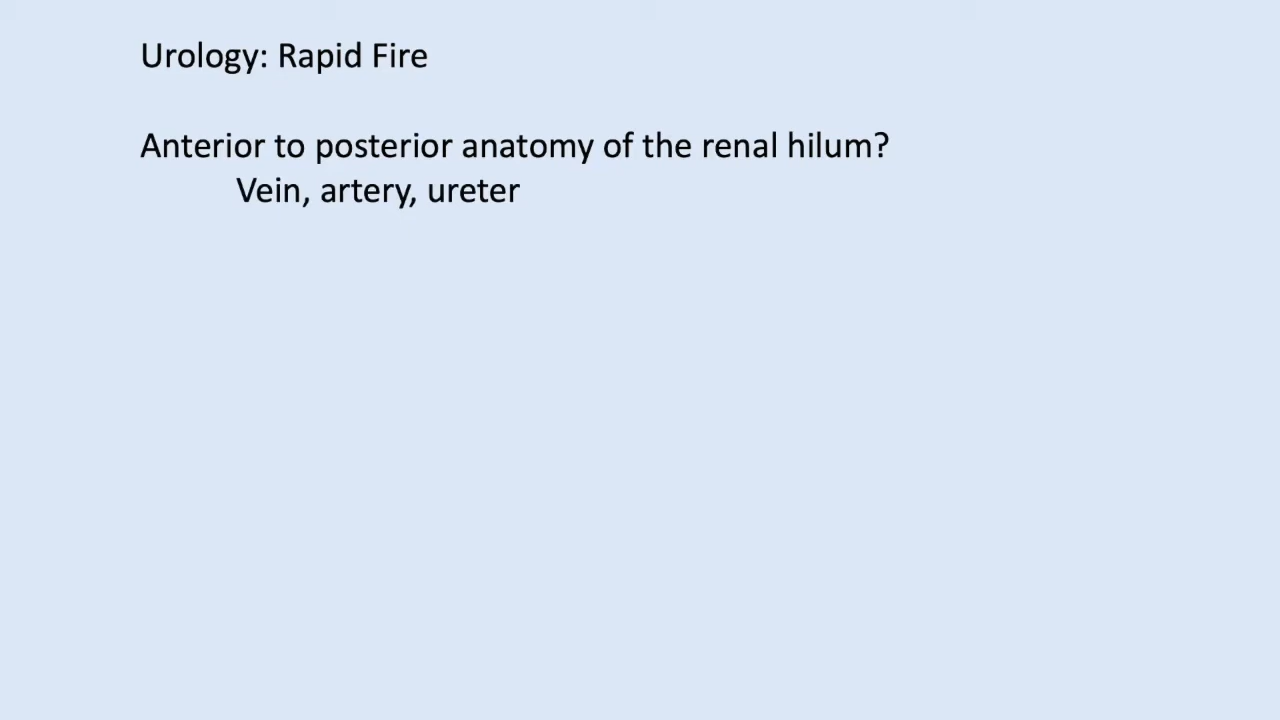 Urology: Rapid Fire
Anterior to posterior anatomy of the renal hilum?
Vein, artery, ureter